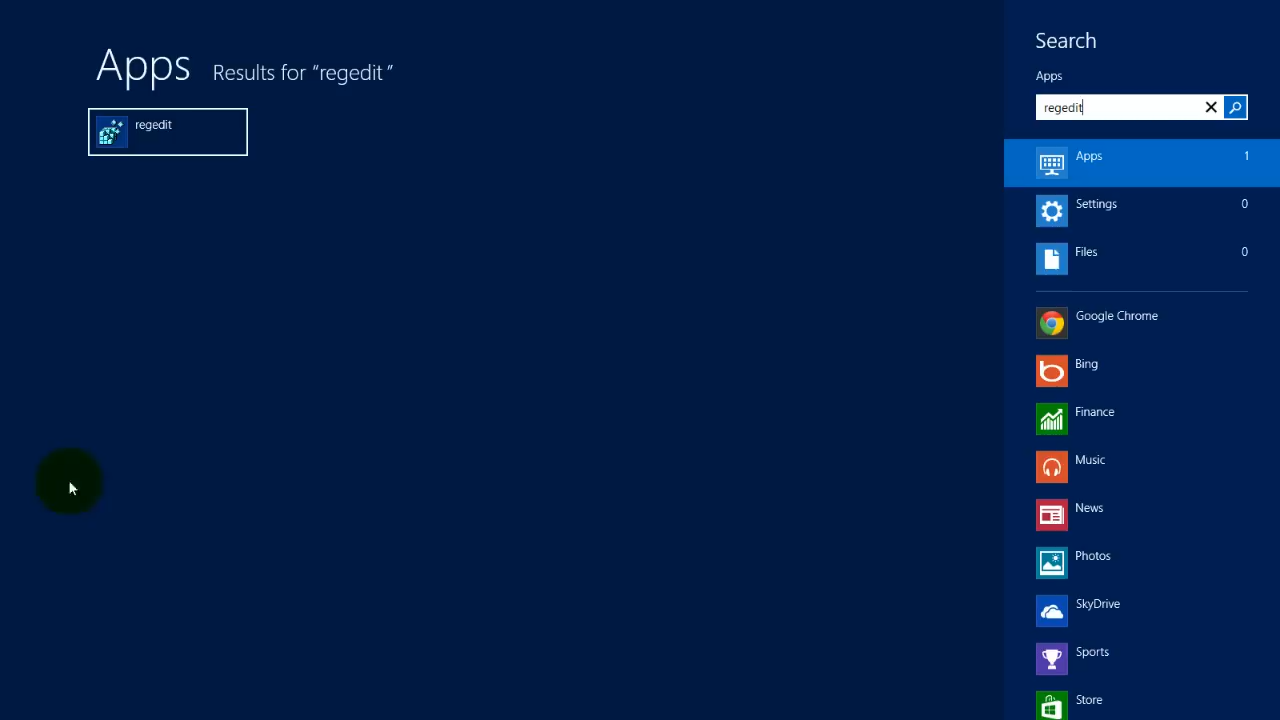 Apps Results for “regedit ”
regedit
Search
Apps
regedit
Apps 1
Settings 0
Files 0
Google Chrome
Bing
Finance
Music
News
Photos
SkyDrive
Sports
Store